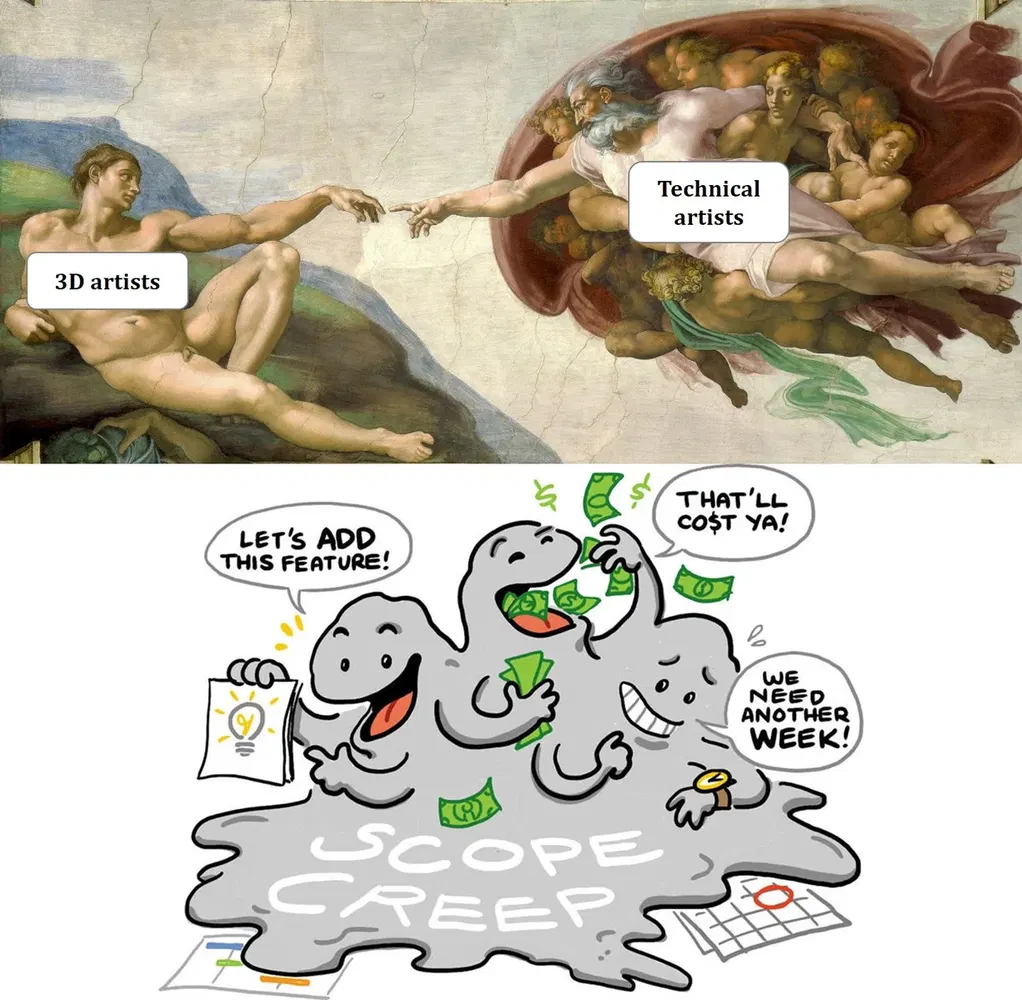 Technical
artists
3D artists
LET'S ADD
THIS FEATURE!
THAT'LL
CO$T YA!
WE
NEED
ANOTHER
WEEK!
SCOPE
CREEP